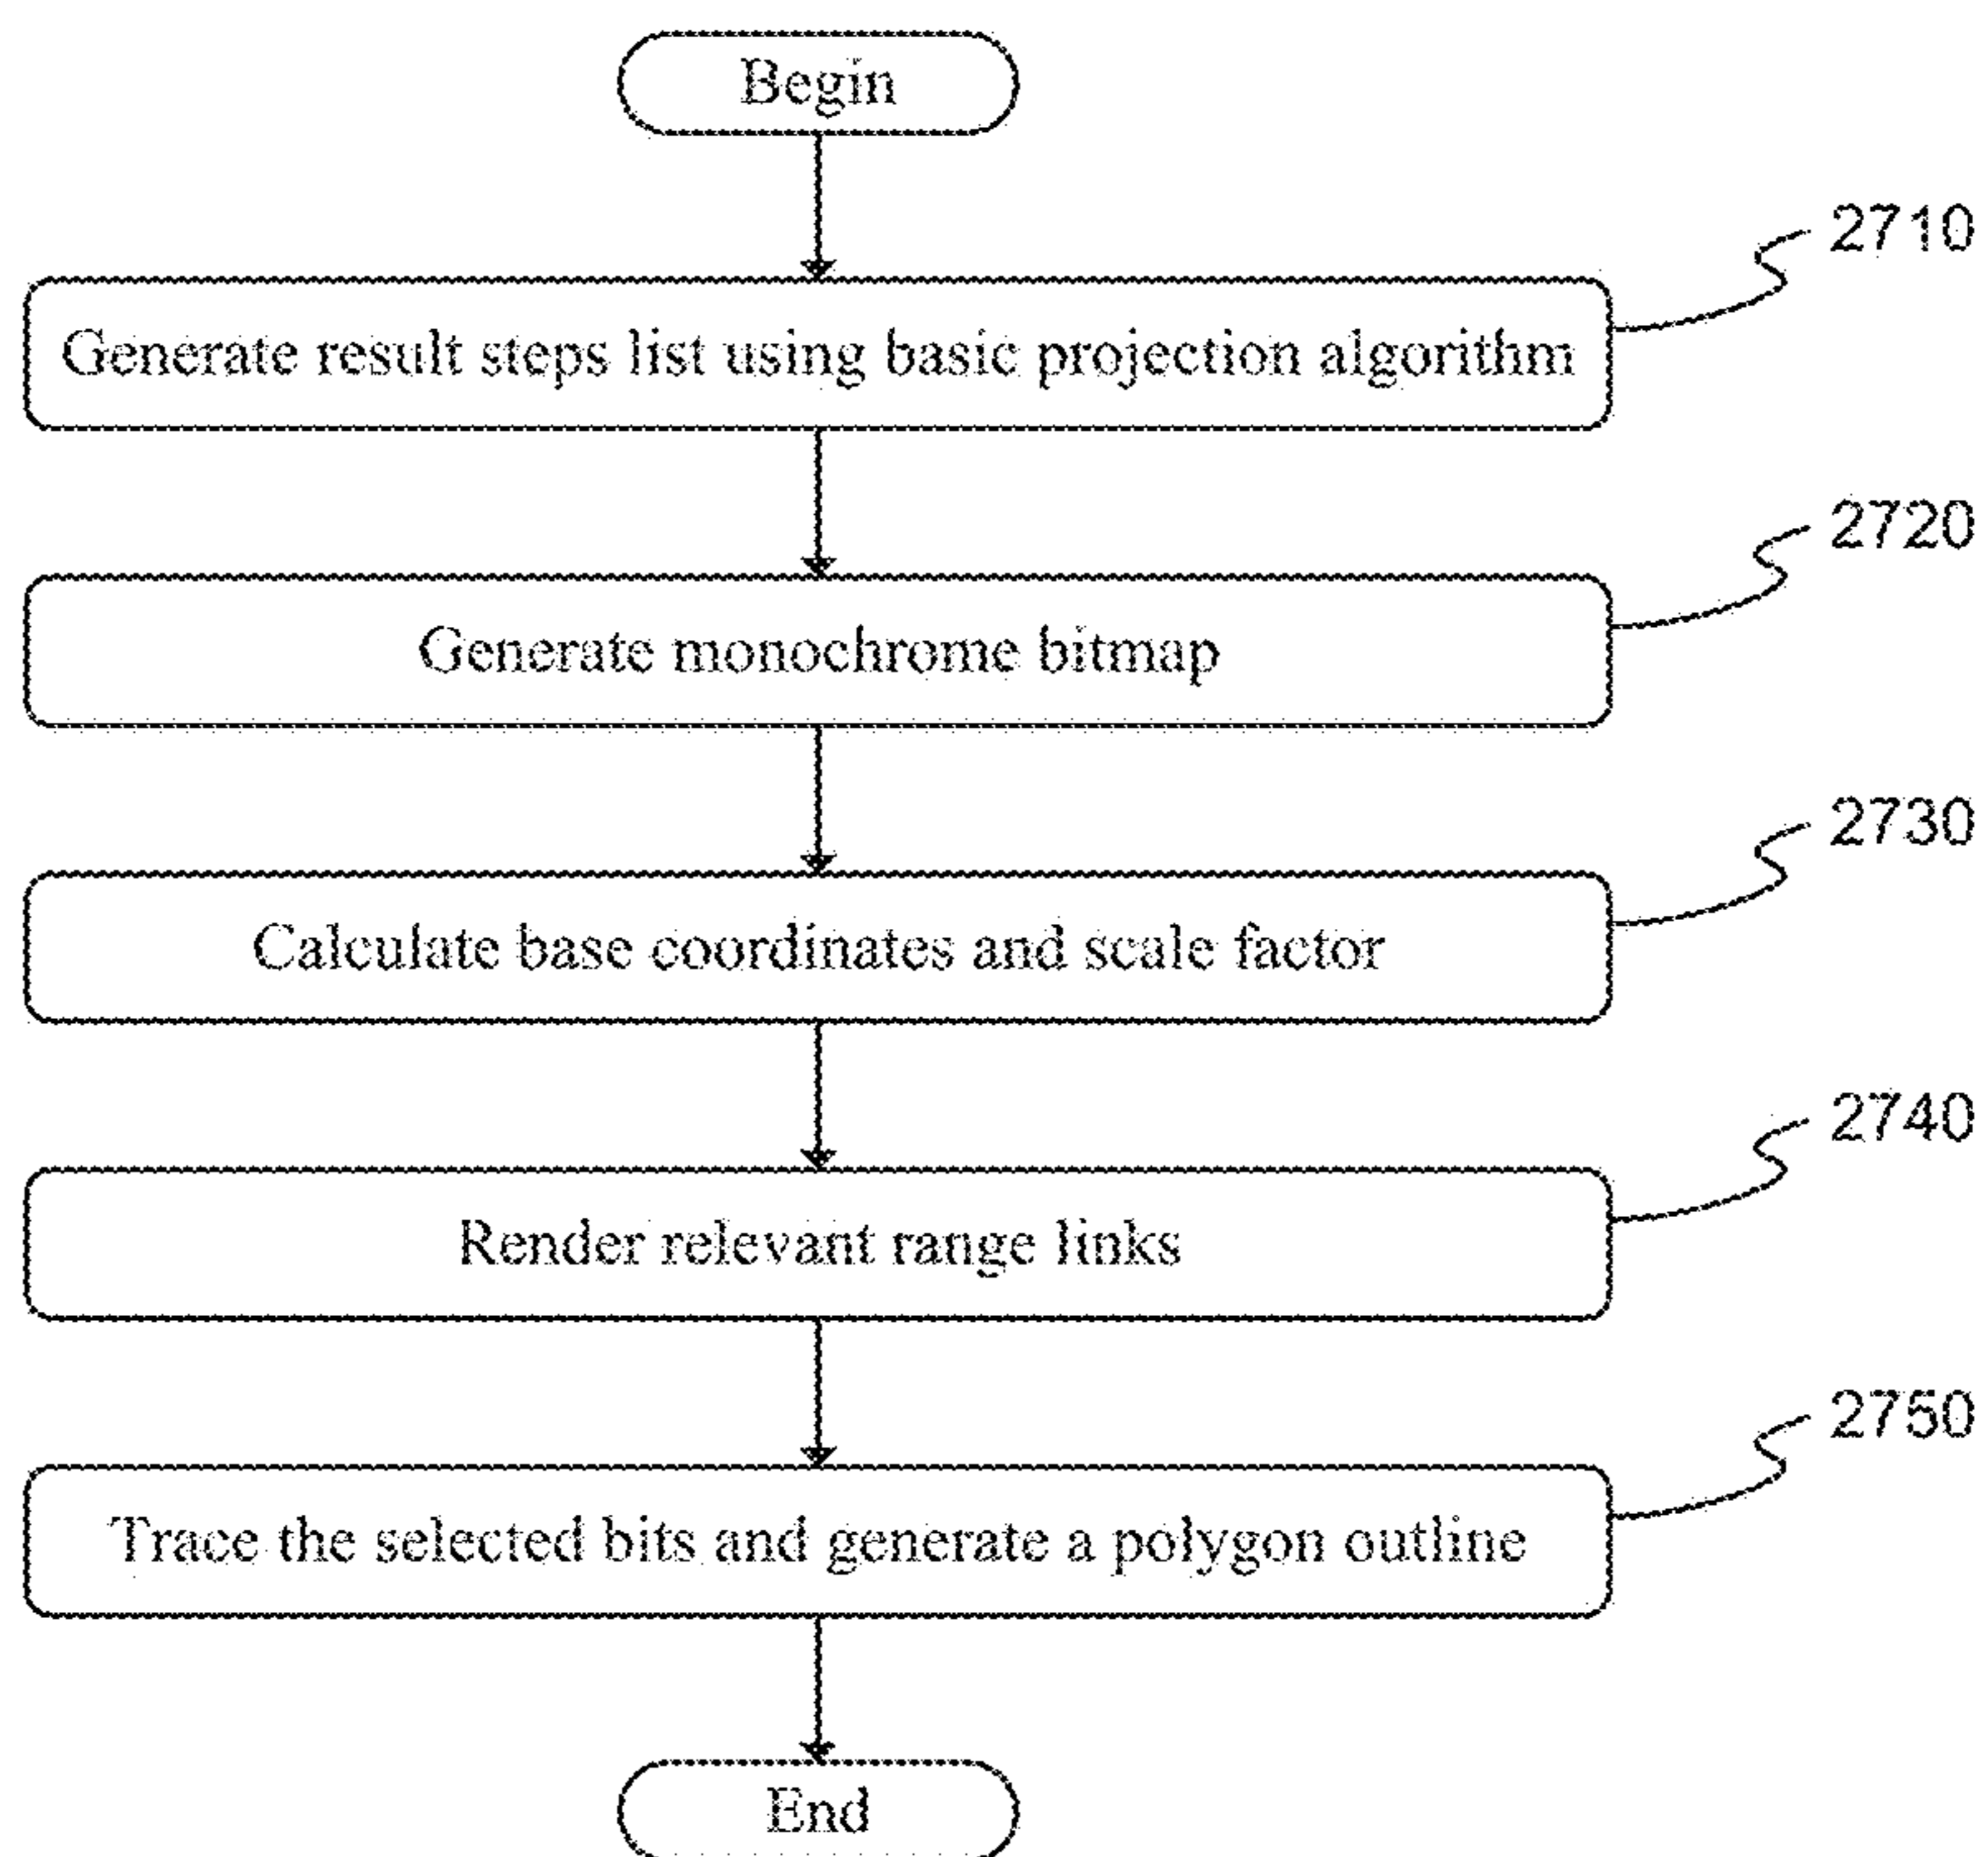 Begin
2710
Generate result steps list using basic projection algorithm
2720
Generate monochrome bitmap
2730
Calculate base coordinates and scale factor
2740
Render relevant range links
2750
Trace the selected bits and generate a polygon outline
End